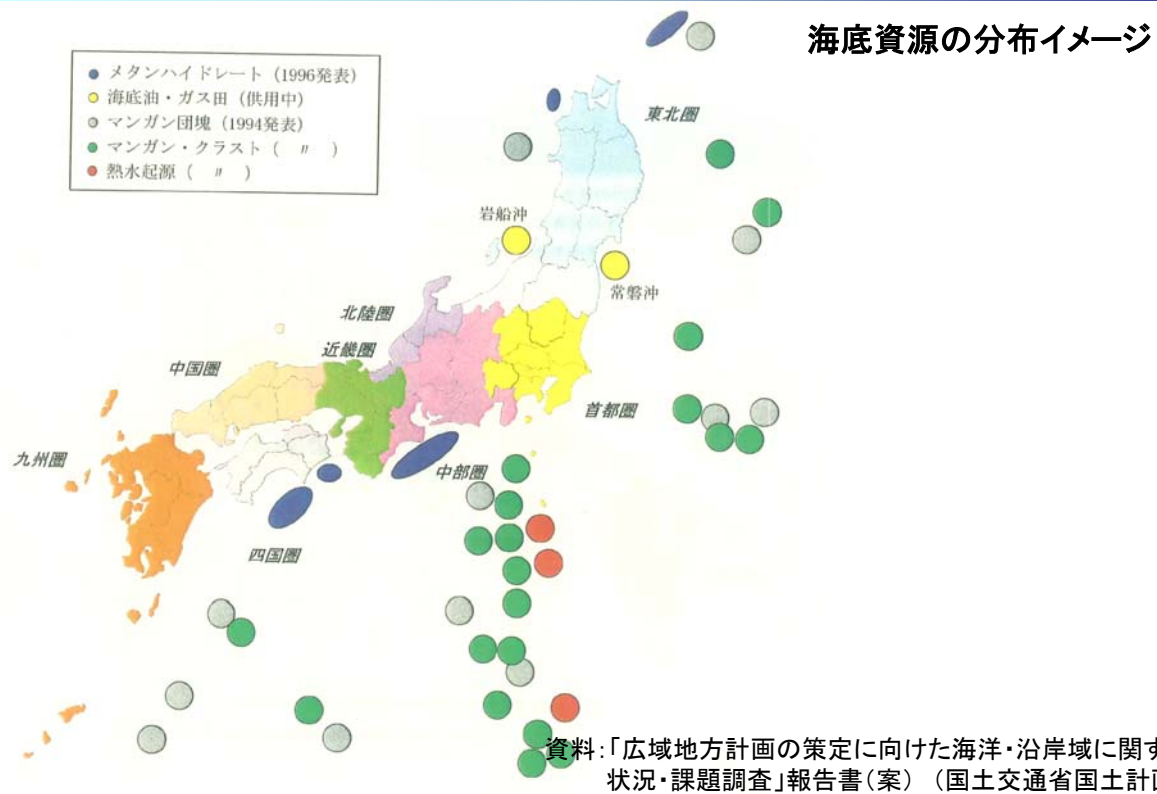 海底資源の分布イメージ
メタンハイドレート (1996発表)
海底油・ガス田 (供用中)
マンガン団塊 (1994発表)
マンガン・クラスト ( 〃 )
熱水起源 ( 〃 )
東北圏
岩船沖
常磐沖
北陸圏
近畿圏
中国圏
首都圏
九州圏
中部圏
四国圏
資料:「広域地方計画の策定に向けた海洋・沿岸域に関す
状況・課題調査」報告書(案) (国土交通省国土計画